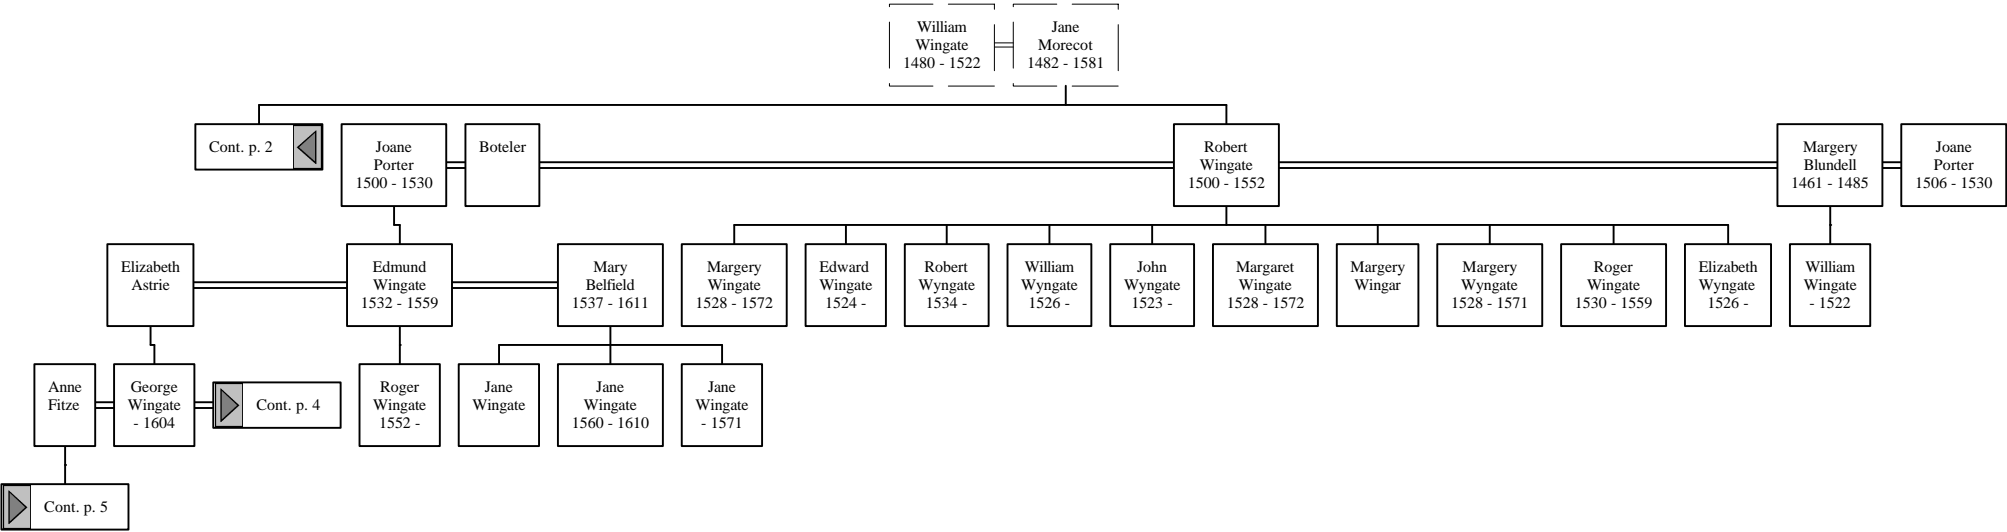 William
Wingate
1480 - 1522
Jane
Morecot
1482 - 1581
Cont. p. 2
Joane
Porter
1500 - 1530
Boteler
Robert
Wingate
1500 - 1552
Margery
Blundell
1461 - 1485
Joane
Porter
1506 - 1530
Elizabeth
Astrie
Edmund
Wingate
1532 - 1559
Mary
Belfield
1537 - 1611
Margery
Wingate
1528 - 1572
Edward
Wingate
1524 -
Robert
Wyngate
1534 -
William
Wyngate
1526 -
John
Wyngate
1523 -
Margaret
Wingate
1528 - 1572
Margery
Wingar
Margery
Wyngate
1528 - 1571
Roger
Wingate
1530 - 1559
Elizabeth
Wyngate
1526 -
William
Wingate
- 1522
Anne
Fitze
George
Wingate
- 1604
Cont. p. 4
Roger
Wingate
1552 -
Jane
Wingate
Jane
Wingate
1560 - 1610
Jane
Wingate
- 1571
Cont. p. 5